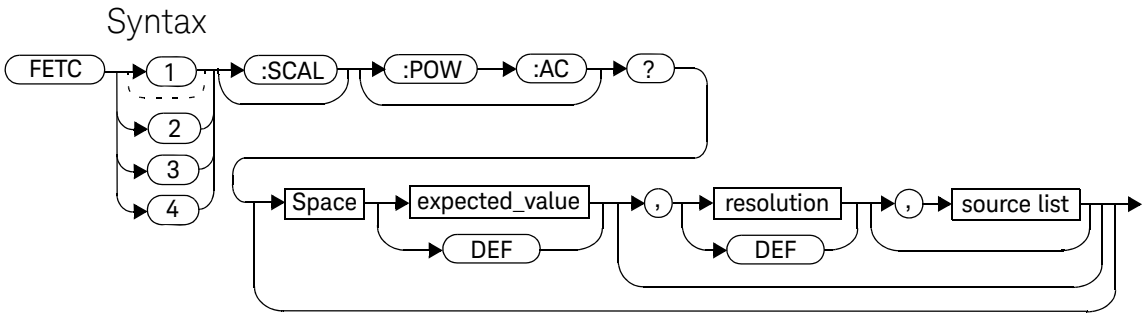 Syntax
FETC 1 :SCAL :POW :AC ?
2
3
4
Space expected_value , resolution , source list
DEF DEF